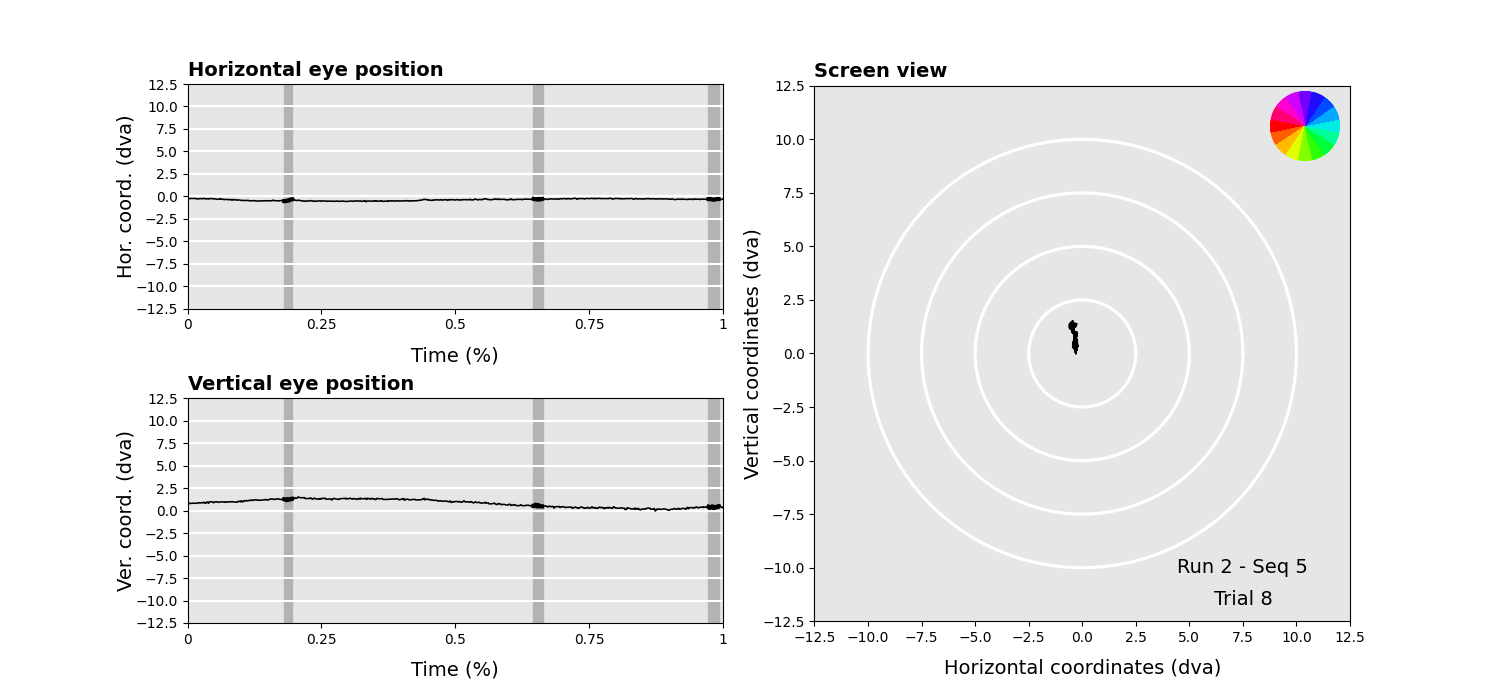 Horizontal eye position
Hor. coord. (dva)
12.5
10.0
7.5
5.0
2.5
0.0
−2.5
−5.0
−7.5
−10.0
−12.5
0 0.25 0.5 0.75 1
Time (%)
Vertical eye position
Ver. coord. (dva)
12.5
10.0
7.5
5.0
2.5
0.0
−2.5
−5.0
−7.5
−10.0
−12.5
0 0.25 0.5 0.75 1
Time (%)
Screen view
Vertical coordinates (dva)
12.5
10.0
7.5
5.0
2.5
0.0
−2.5
−5.0
−7.5
−10.0
−12.5
Run 2 - Seq 5
Trial 8
−12.5 −10.0 −7.5 −5.0 −2.5 0.0 2.5 5.0 7.5 10.0 12.5
Horizontal coordinates (dva)